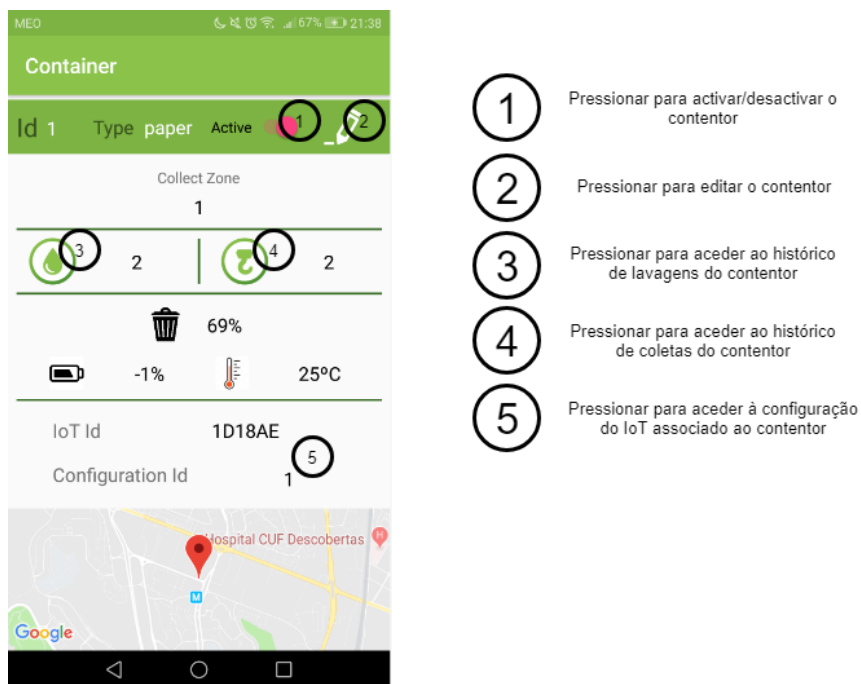 MEO 67% 21:38
Container
Id 1 Type paper Active 1 2
Collect Zone
1
3 2 4 2
69%
-1% 25ºC
IoT Id 1D18AE
5
Configuration Id 1
Hospital CUF Descobertas H
M
Google
1 Pressionar para activar/desactivar o
contentor
2 Pressionar para editar o contentor
3 Pressionar para aceder ao histórico
de lavagens do contentor
4 Pressionar para aceder ao histórico
de coletas do contentor
5 Pressionar para aceder à configuração
do IoT associado ao contentor